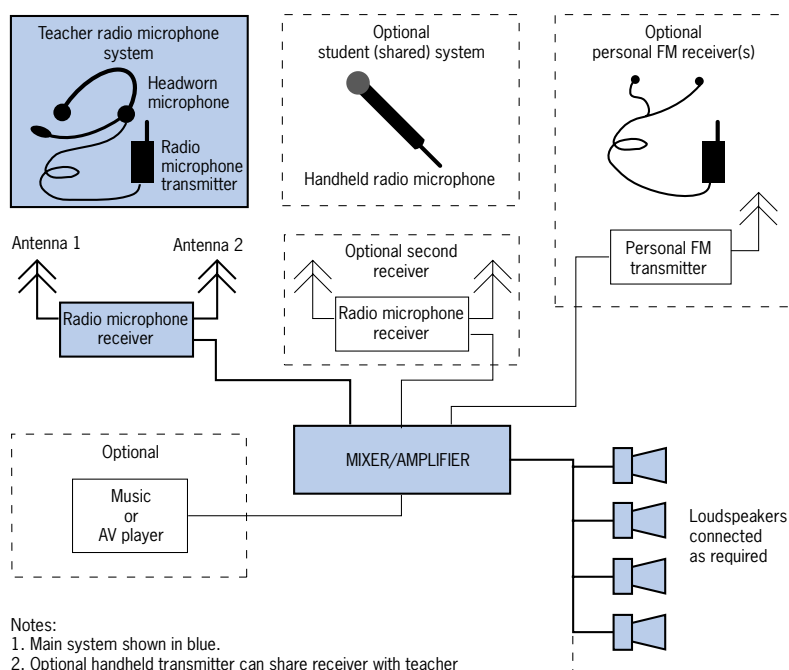 Teacher radio microphone
system
Headworn
microphone
Radio
microphone
transmitter
Optional
student (shared) system
Handheld radio microphone
Optional
personal FM receiver(s)
Personal FM
transmitter
Antenna 1
Antenna 2
Radio microphone
receiver
Optional second
receiver
Radio microphone
receiver
MIXER/AMPLIFIER
Optional
Music
or
AV player
Loudspeakers
connected
as required
Notes:
1. Main system shown in blue.
2. Optional handheld transmitter can share receiver with teacher